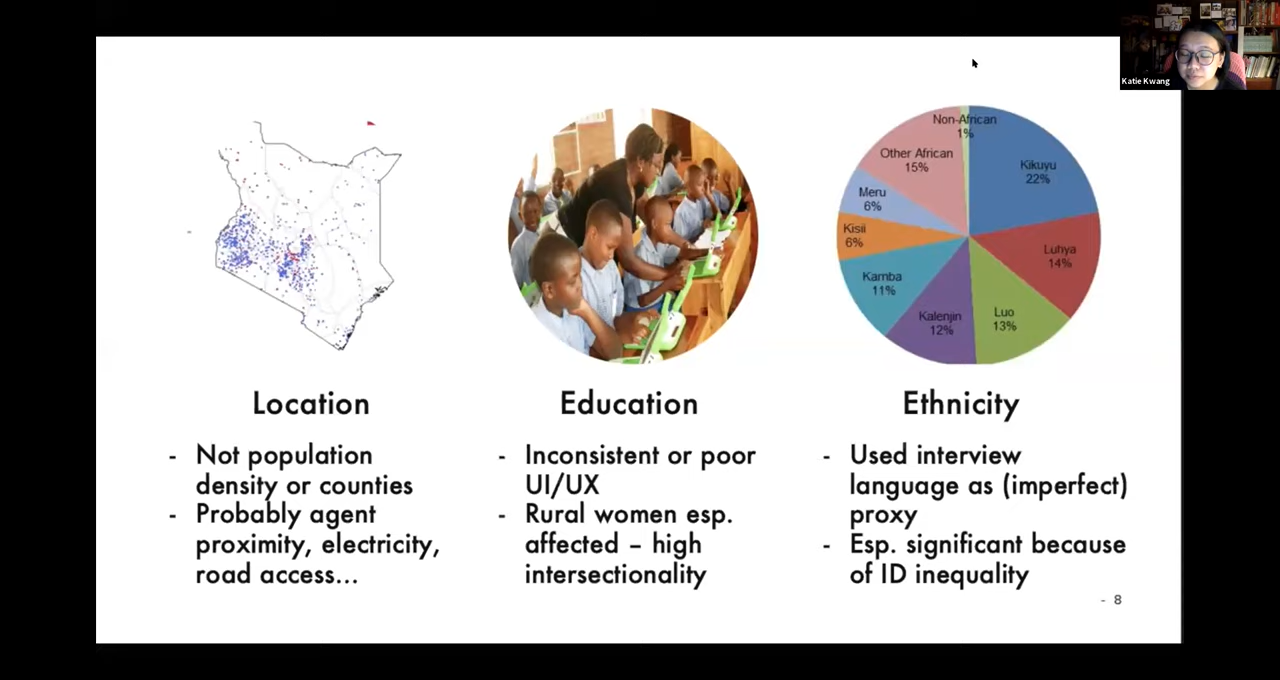 Katie Kwang
Non-African
1%
Other African
15%
Kikuyu
22%
Meru
6%
Kisii
6%
Luhya
14%
Kamba
11%
Kalenjin
12%
Luo
13%
Location
- Not population
density or counties
- Probably agent
proximity, electricity,
road access...
Education
- Inconsistent or poor
UI/UX
- Rural women esp.
affected – high
intersectionality
Ethnicity
- Used interview
language as (imperfect)
proxy
- Esp. significant because
of ID inequality
- 8